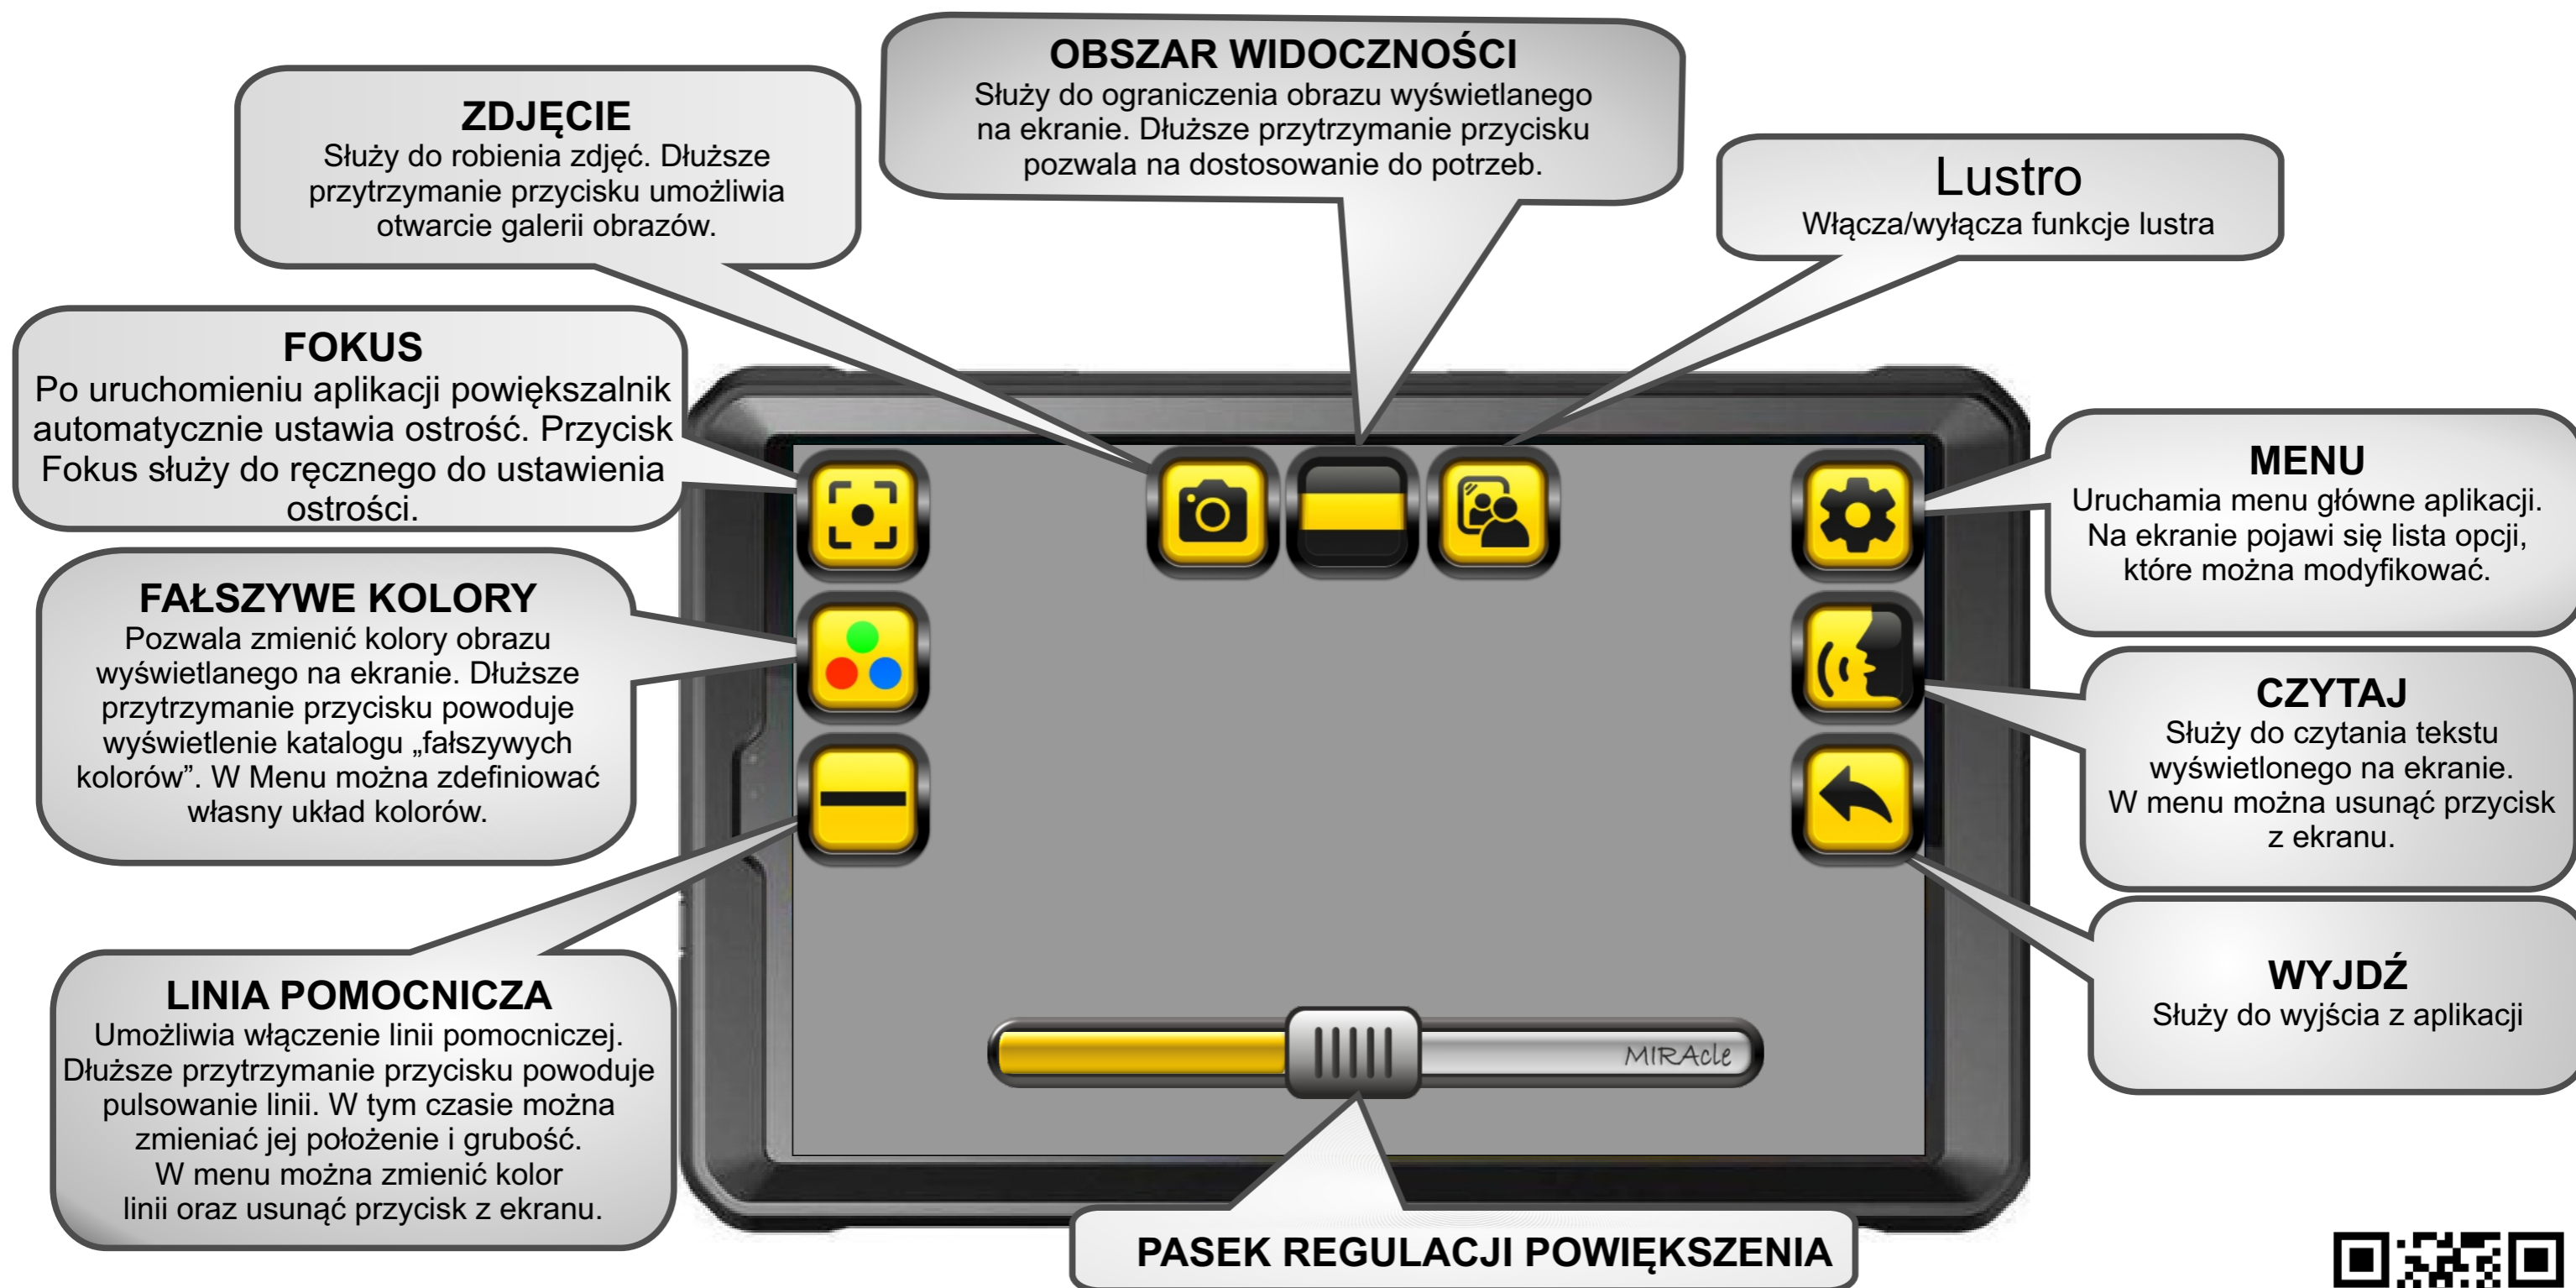 OBSZAR WIDOCZNOŚCI
Służy do ograniczenia obrazu wyświetlanego
na ekranie. Dłuższe przytrzymanie przycisku
pozwala na dostosowanie do potrzeb.
ZDJĘCIE
Służy do robienia zdjęć. Dłuższe
przytrzymanie przycisku umożliwia
otwarcie galerii obrazów.
Lustro
Włącza/wyłącza funkcje lustra
FOKUS
Po uruchomieniu aplikacji powiększalnik
automatycznie ustawia ostrość. Przycisk
Fokus służy do ręcznego do ustawienia
ostrości.
MENU
Uruchamia menu główne aplikacji.
Na ekranie pojawi się lista opcji,
które można modyfikować.
FAŁSZYWE KOLORY
Pozwala zmienić kolory obrazu
wyświetlanego na ekranie. Dłuższe
przytrzymanie przycisku powoduje
wyświetlenie katalogu „fałszywych
kolorów”. W Menu można zdefiniować
własny układ kolorów.
CZYTAJ
Służy do czytania tekstu
wyświetlonego na ekranie.
W menu można usunąć przycisk
z ekranu.
WYJDŹ
Służy do wyjścia z aplikacji
LINIA POMOCNICZA
Umożliwia włączenie linii pomocniczej.
Dłuższe przytrzymanie przycisku powoduje
pulsowanie linii. W tym czasie można
zmieniać jej położenie i grubość.
W menu można zmienić kolor
linii oraz usunąć przycisk z ekranu.
MIRAcle
PASEK REGULACJI POWIĘKSZENIA